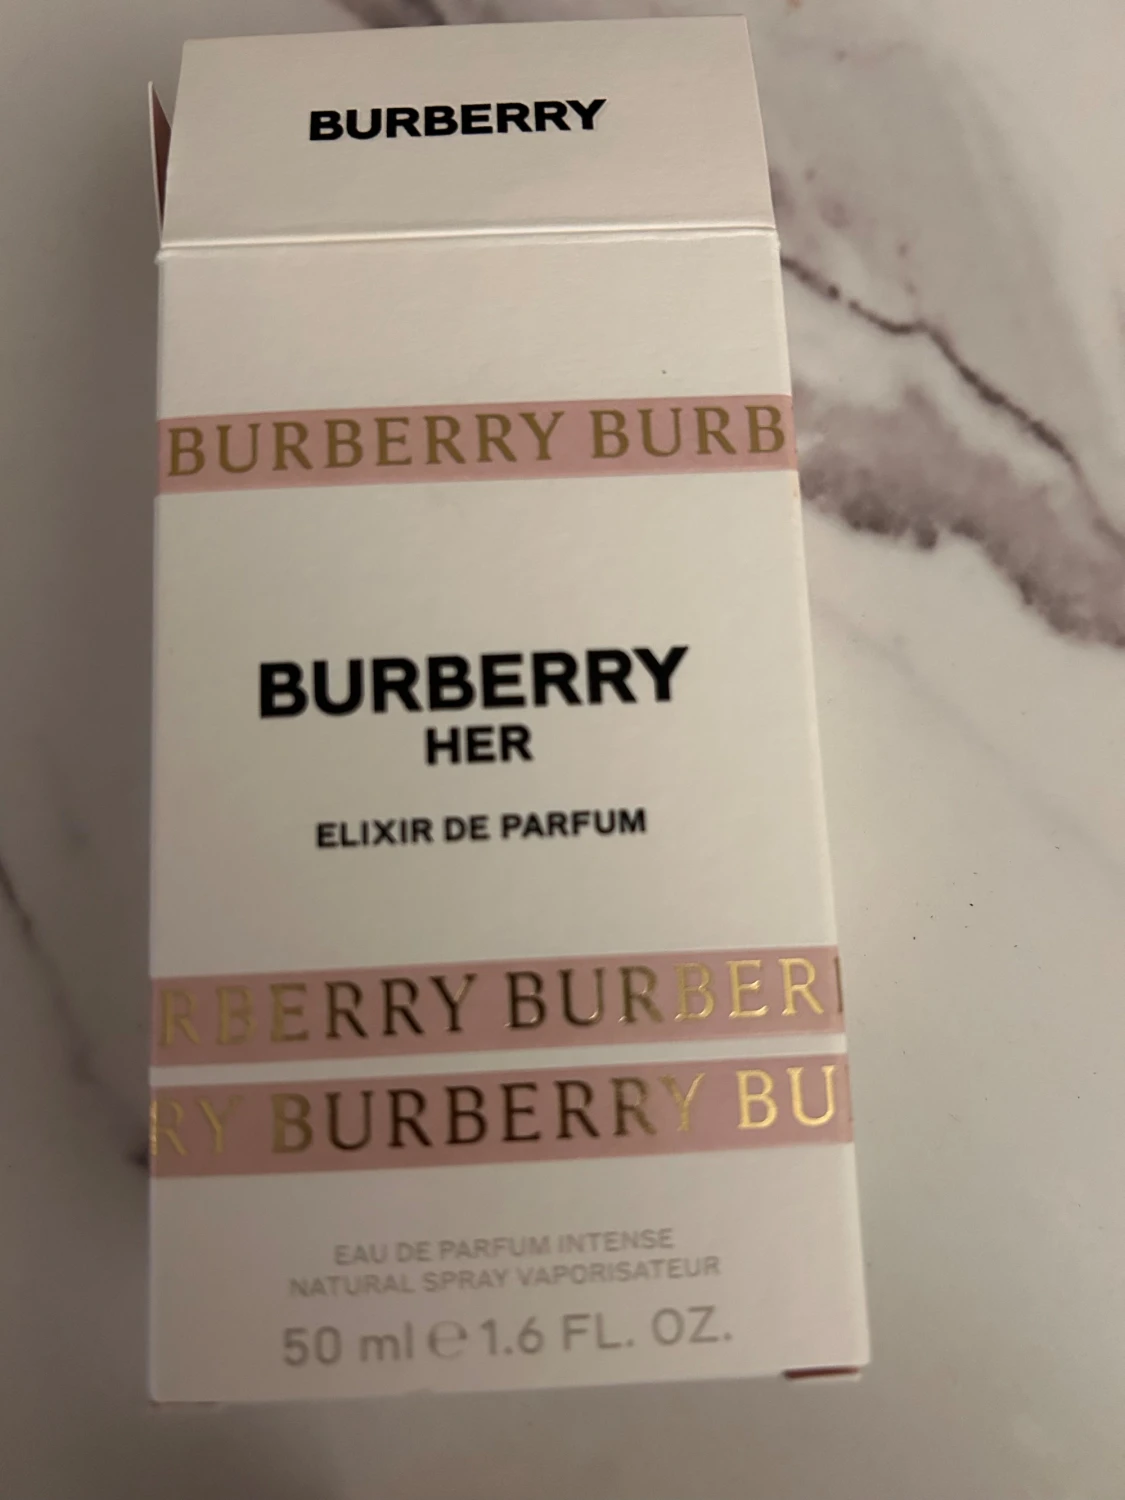 BURBERRY
BURBERRY BURB
BURBERRY
HER
ELIXIR DE PARFUM
RBERRY BURBER
RY BURBERRY BU
EAU DE PARFUM INTENSE
NATURAL SPRAY VAPORISATEUR
50 ml ℮ 1.6 FL. OZ.